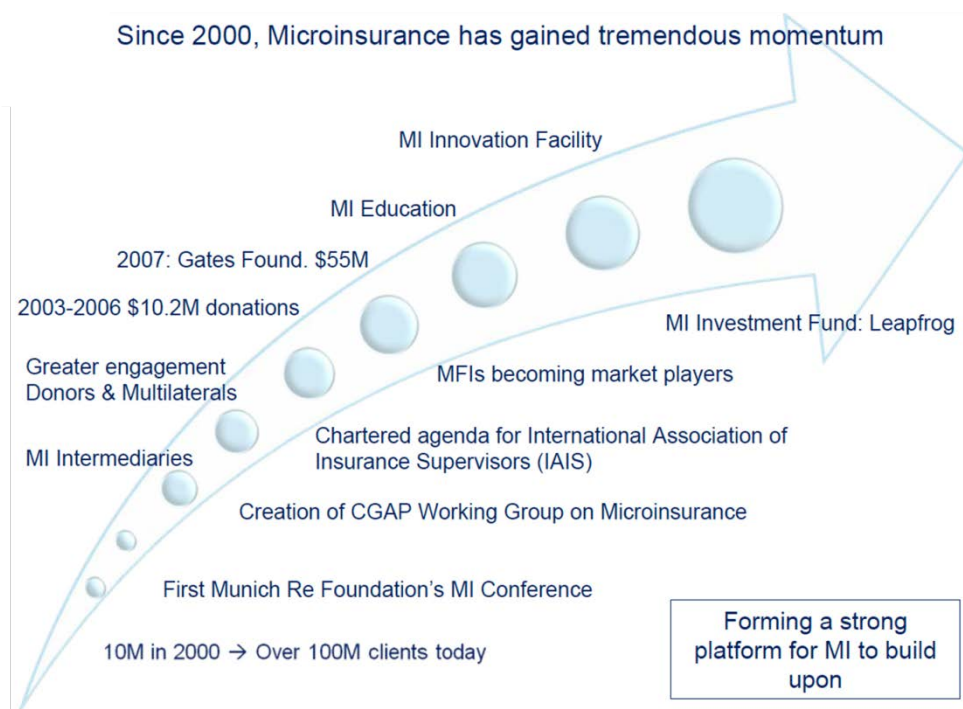 Since 2000, Microinsurance has gained tremendous momentum
MI Innovation Facility
MI Education
2007: Gates Found. $55M
2003-2006 $10.2M donations
MI Investment Fund: Leapfrog
Greater engagement
Donors & Multilaterals
MFIs becoming market players
MI Intermediaries
Chartered agenda for International Association of
Insurance Supervisors (IAIS)
Creation of CGAP Working Group on Microinsurance
First Munich Re Foundation's MI Conference
10M in 2000 → Over 100M clients today
Forming a strong
platform for MI to build
upon